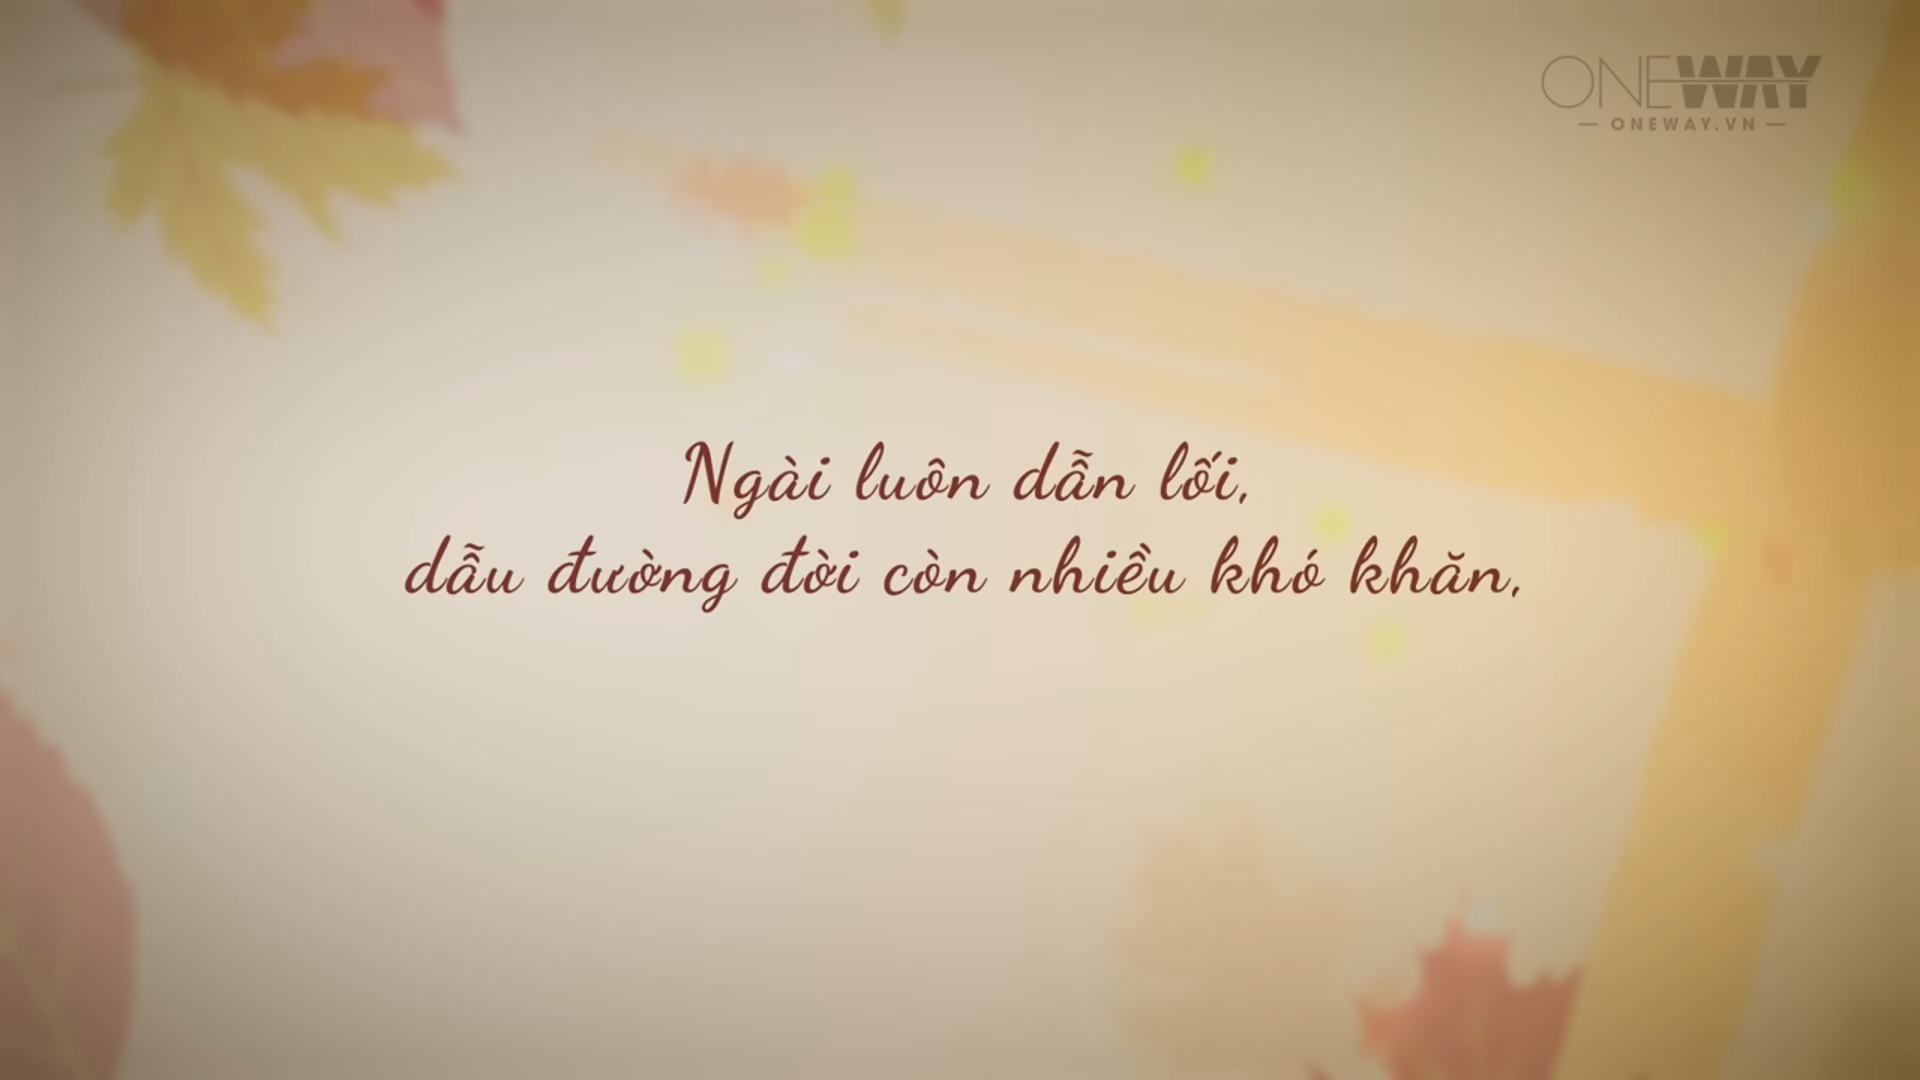 ONEWAY
— ONEWAY.VN —
Ngài luôn dẫn lối,
dẫu đường đời còn nhiều khó khăn,